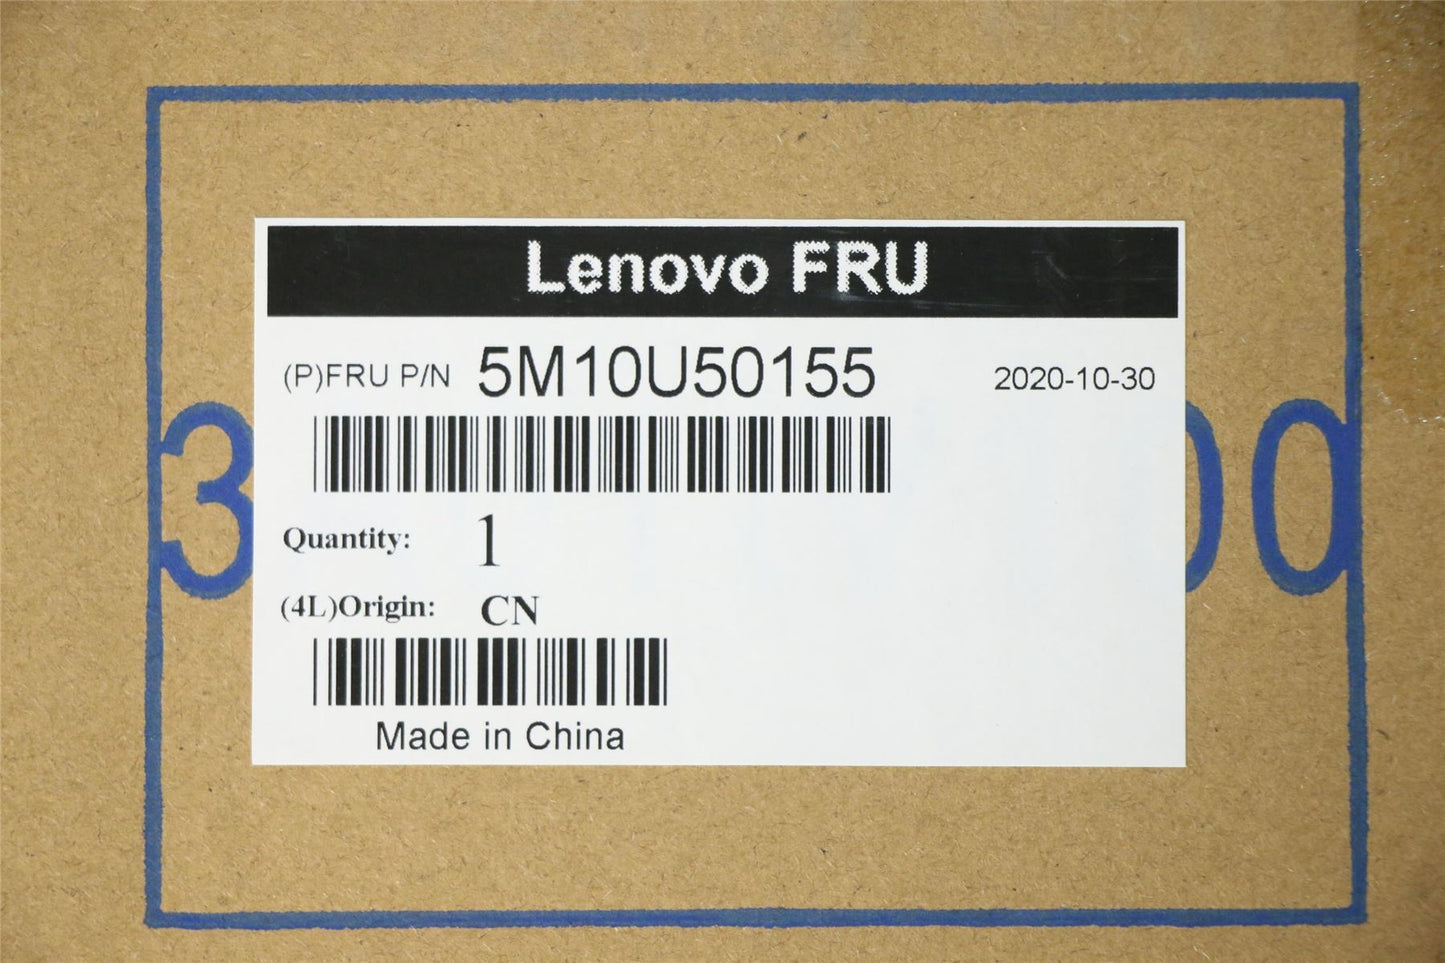 Lenovo FRU
(P)FRU P/N 5M10U50155 2020-10-30
Quantity: 1
(4L)Origin: CN
Made in China